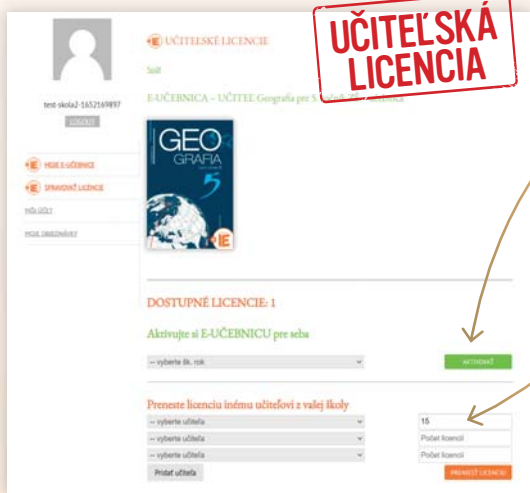 UČITEĽSKÁ
LICENCIA
UČITEĽSKÉ LICENCIE
Späť
E-UČEBNICA – UČITEĽ Geografia pre 5.
test-skola2-1652169897
LOGOUT
GEO
GRAFIA
5
IE
MOJE E-UČEBNICE
SPRAVOVAŤ LICENCIE
MÔJ ÚČET
MOJE OBJEDNÁVKY
DOSTUPNÉ LICENCIE: 1
Aktivujte si E-UČEBNICU pre seba
-- vyberte šk. rok
AKTIVOVAŤ
Preneste licenciu inému učiteľovi z vašej školy
-- vyberte učiteľa
15
-- vyberte učiteľa
Počet licencií
-- vyberte učiteľa
Počet licencií
Pridať učiteľa
PRENIESŤ LICENCIU